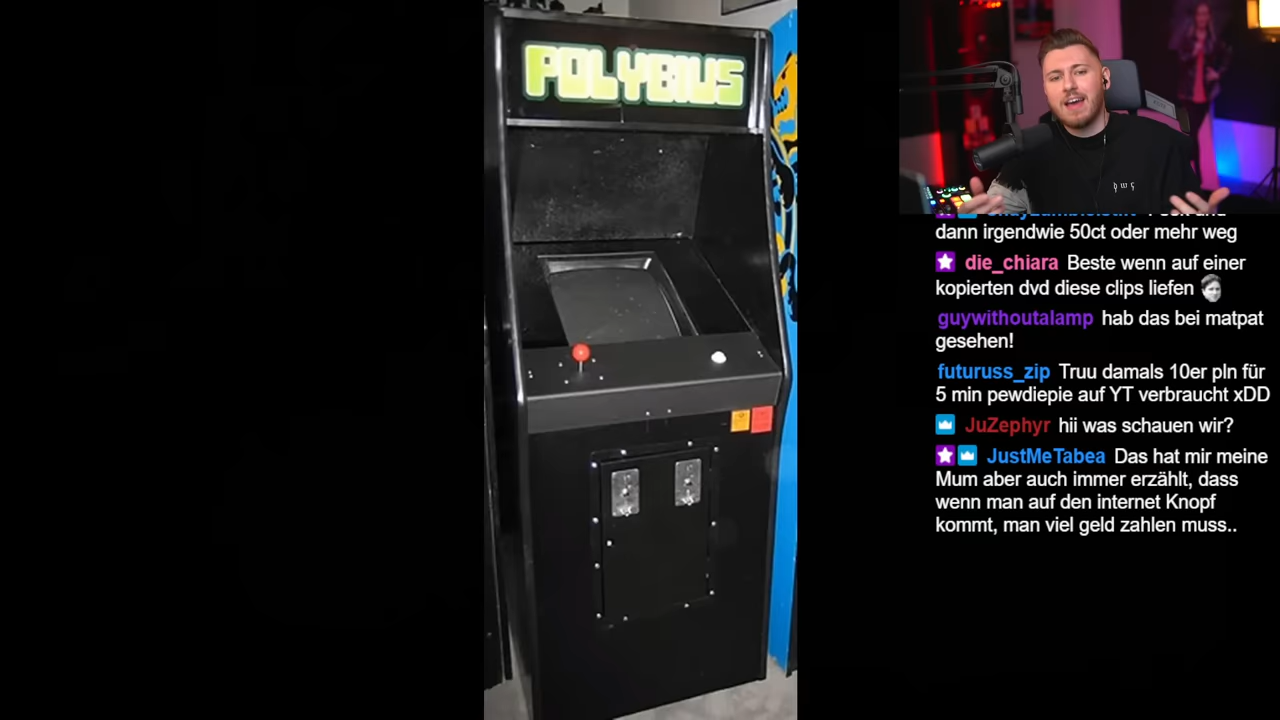 POLYBIUS
dann irgendwie 50ct oder mehr weg
die_chiara Beste wenn auf einer
kopierten dvd diese clips liefen
guywithoutalamp hab das bei matpat
gesehen!
futuruss_zip Truu damals 10er pln für
5 min pewdiepie auf YT verbraucht xDD
JuZephyr hii was schauen wir?
JustMeTabea Das hat mir meine
Mum aber auch immer erzählt, dass
wenn man auf den internet Knopf
kommt, man viel geld zahlen muss..